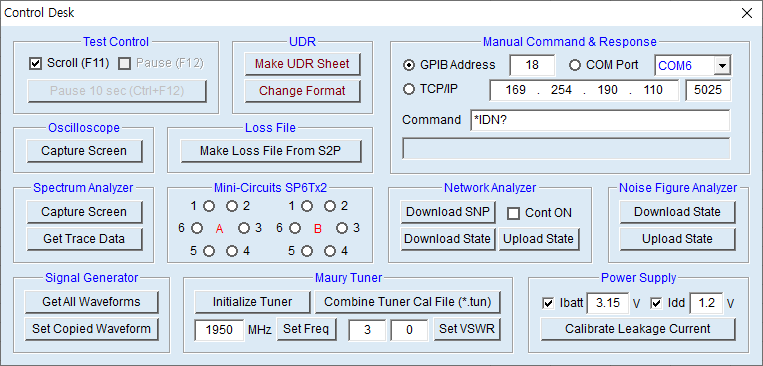 Control Desk
Test Control
Scroll (F11) Pause (F12)
Pause 10 sec (Ctrl+F12)
UDR
Make UDR Sheet
Change Format
Manual Command & Response
GPIB Address 18 COM Port COM6
TCP/IP 169 . 254 . 190 . 110 5025
Command *IDN?
Oscilloscope
Capture Screen
Loss File
Make Loss File From S2P
Spectrum Analyzer
Capture Screen
Get Trace Data
Mini-Circuits SP6Tx2
1 2 1 2
6 A 3 6 B 3
5 4 5 4
Network Analyzer
Download SNP Cont ON
Download State Upload State
Noise Figure Analyzer
Download State
Upload State
Signal Generator
Get All Waveforms
Set Copied Waveform
Maury Tuner
Initialize Tuner Combine Tuner Cal File (*.tun)
1950 MHz Set Freq 3 0 Set VSWR
Power Supply
Ibatt 3.15 V Idd 1.2 V
Calibrate Leakage Current